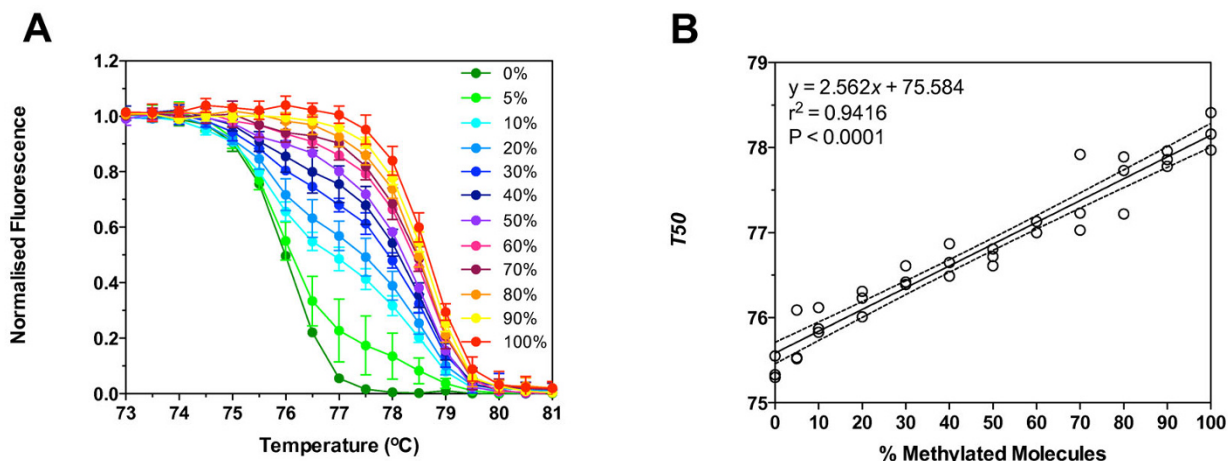 A
Normalised Fluorescence
1.2
1.0
0.8
0.6
0.4
0.2
0.0
73 74 75 76 77 78 79 80 81
Temperature (ºC)
0%
5%
10%
20%
30%
40%
50%
60%
70%
80%
90%
100%
B
T50
79
78
77
76
75
y = 2.562x + 75.584
r² = 0.9416
P < 0.0001
0 10 20 30 40 50 60 70 80 90 100
% Methylated Molecules